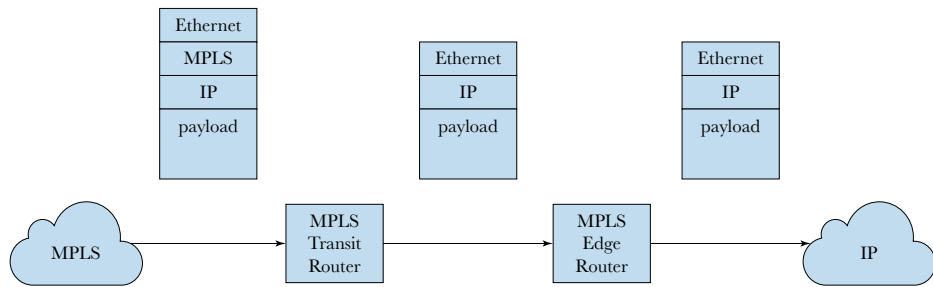 Ethernet
MPLS
IP
payload
Ethernet
IP
payload
Ethernet
IP
payload
MPLS
MPLS
Transit
Router
MPLS
Edge
Router
IP